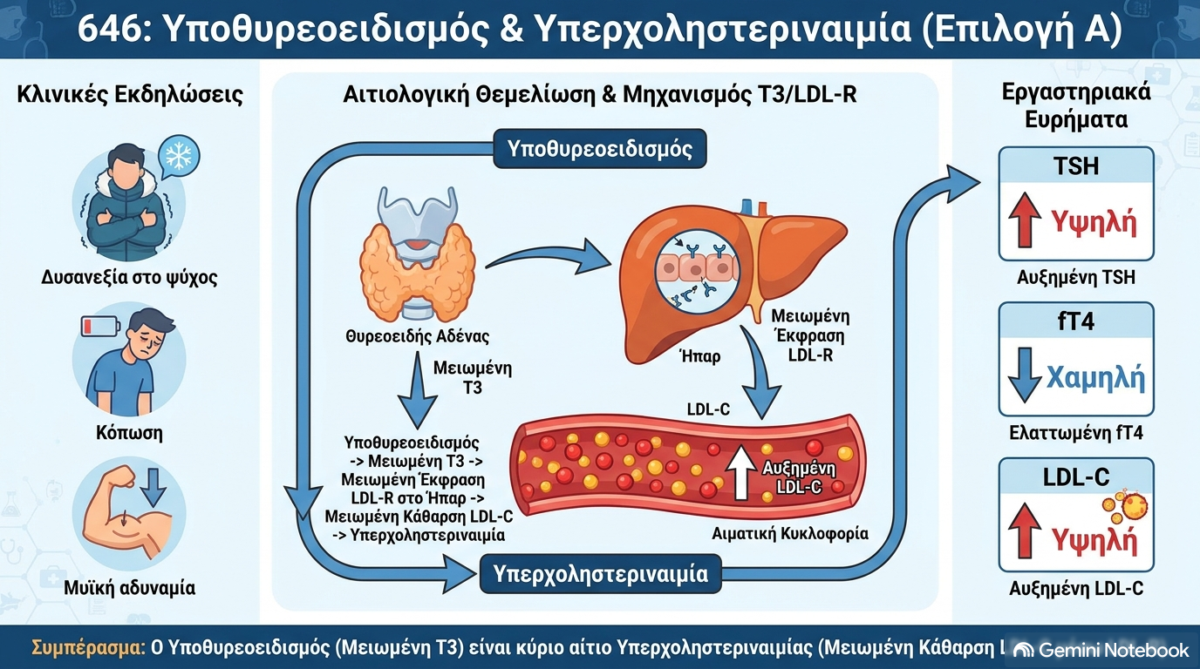 646: Υποθυρεοειδισμός & Υπερχοληστεριναιμία (Επιλογή Α)
Κλινικές Εκδηλώσεις
Δυσανεξία στο ψύχος
Κόπωση
Μυϊκή αδυναμία
Αιτιολογική Θεμελίωση & Μηχανισμός T3/LDL-R
Υποθυρεοειδισμός
Θυρεοειδής Αδένας
Μειωμένη
T3
Ήπαρ
Μειωμένη
Έκφραση
LDL-R
Υποθυρεοειδισμός
-> Μειωμένη T3 ->
Μειωμένη Έκφραση
LDL-R στο Ήπαρ ->
Μειωμένη Κάθαρση LDL-C
-> Υπερχοληστεριναιμία
LDL-C
Αυξημένη
LDL-C
Αιματική Κυκλοφορία
Υπερχοληστεριναιμία
Εργαστηριακά
Ευρήματα
TSH
Υψηλή
Αυξημένη TSH
fT4
Χαμηλή
Ελαττωμένη fT4
LDL-C
Υψηλή
Αυξημένη LDL-C
Συμπέρασμα: Ο Υποθυρεοειδισμός (Μειωμένη T3) είναι κύριο αίτιο Υπερχοληστεριναιμίας (Μειωμένη Κάθαρση
Gemini Notebook